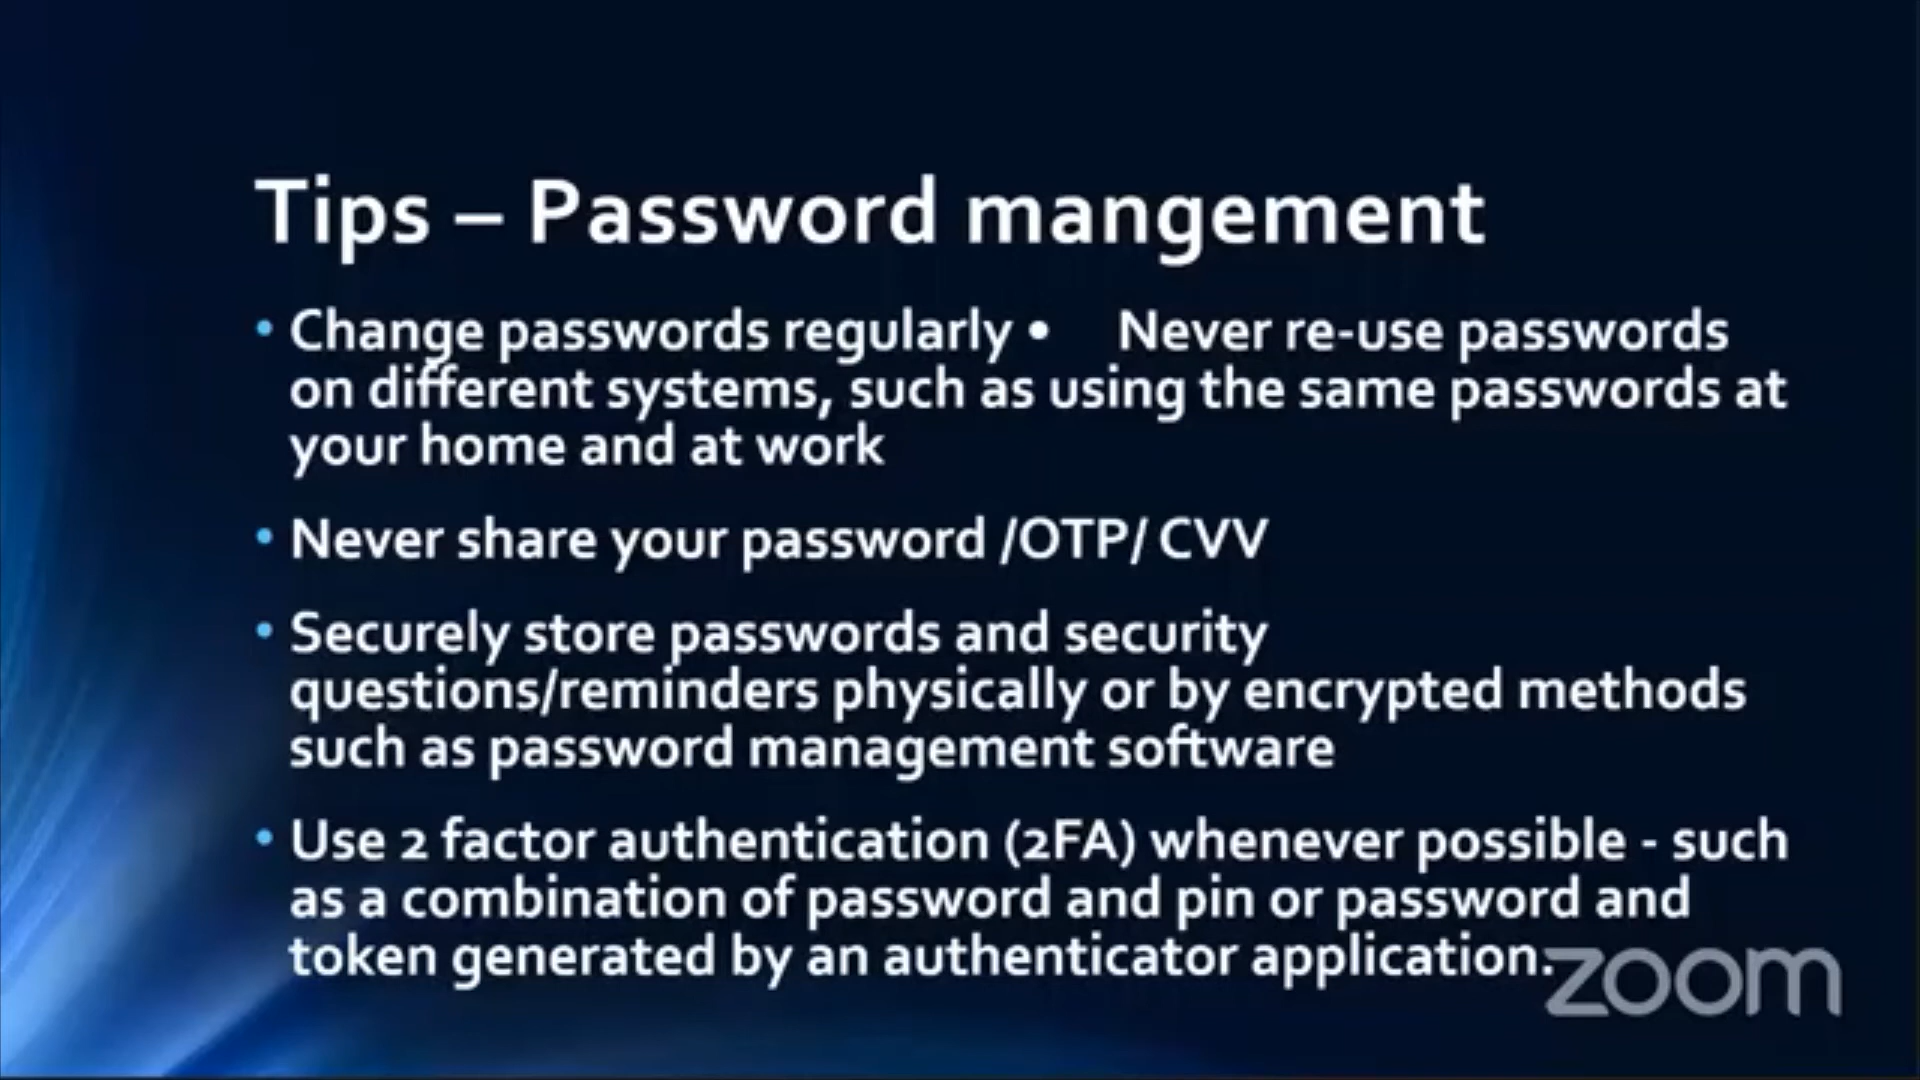 Tips – Password mangement
• Change passwords regularly • Never re-use passwords
on different systems, such as using the same passwords at
your home and at work
• Never share your password /OTP/ CVV
• Securely store passwords and security
questions/reminders physically or by encrypted methods
such as password management software
• Use 2 factor authentication (2FA) whenever possible - such
as a combination of password and pin or password and
token generated by an authenticator application.
zoom